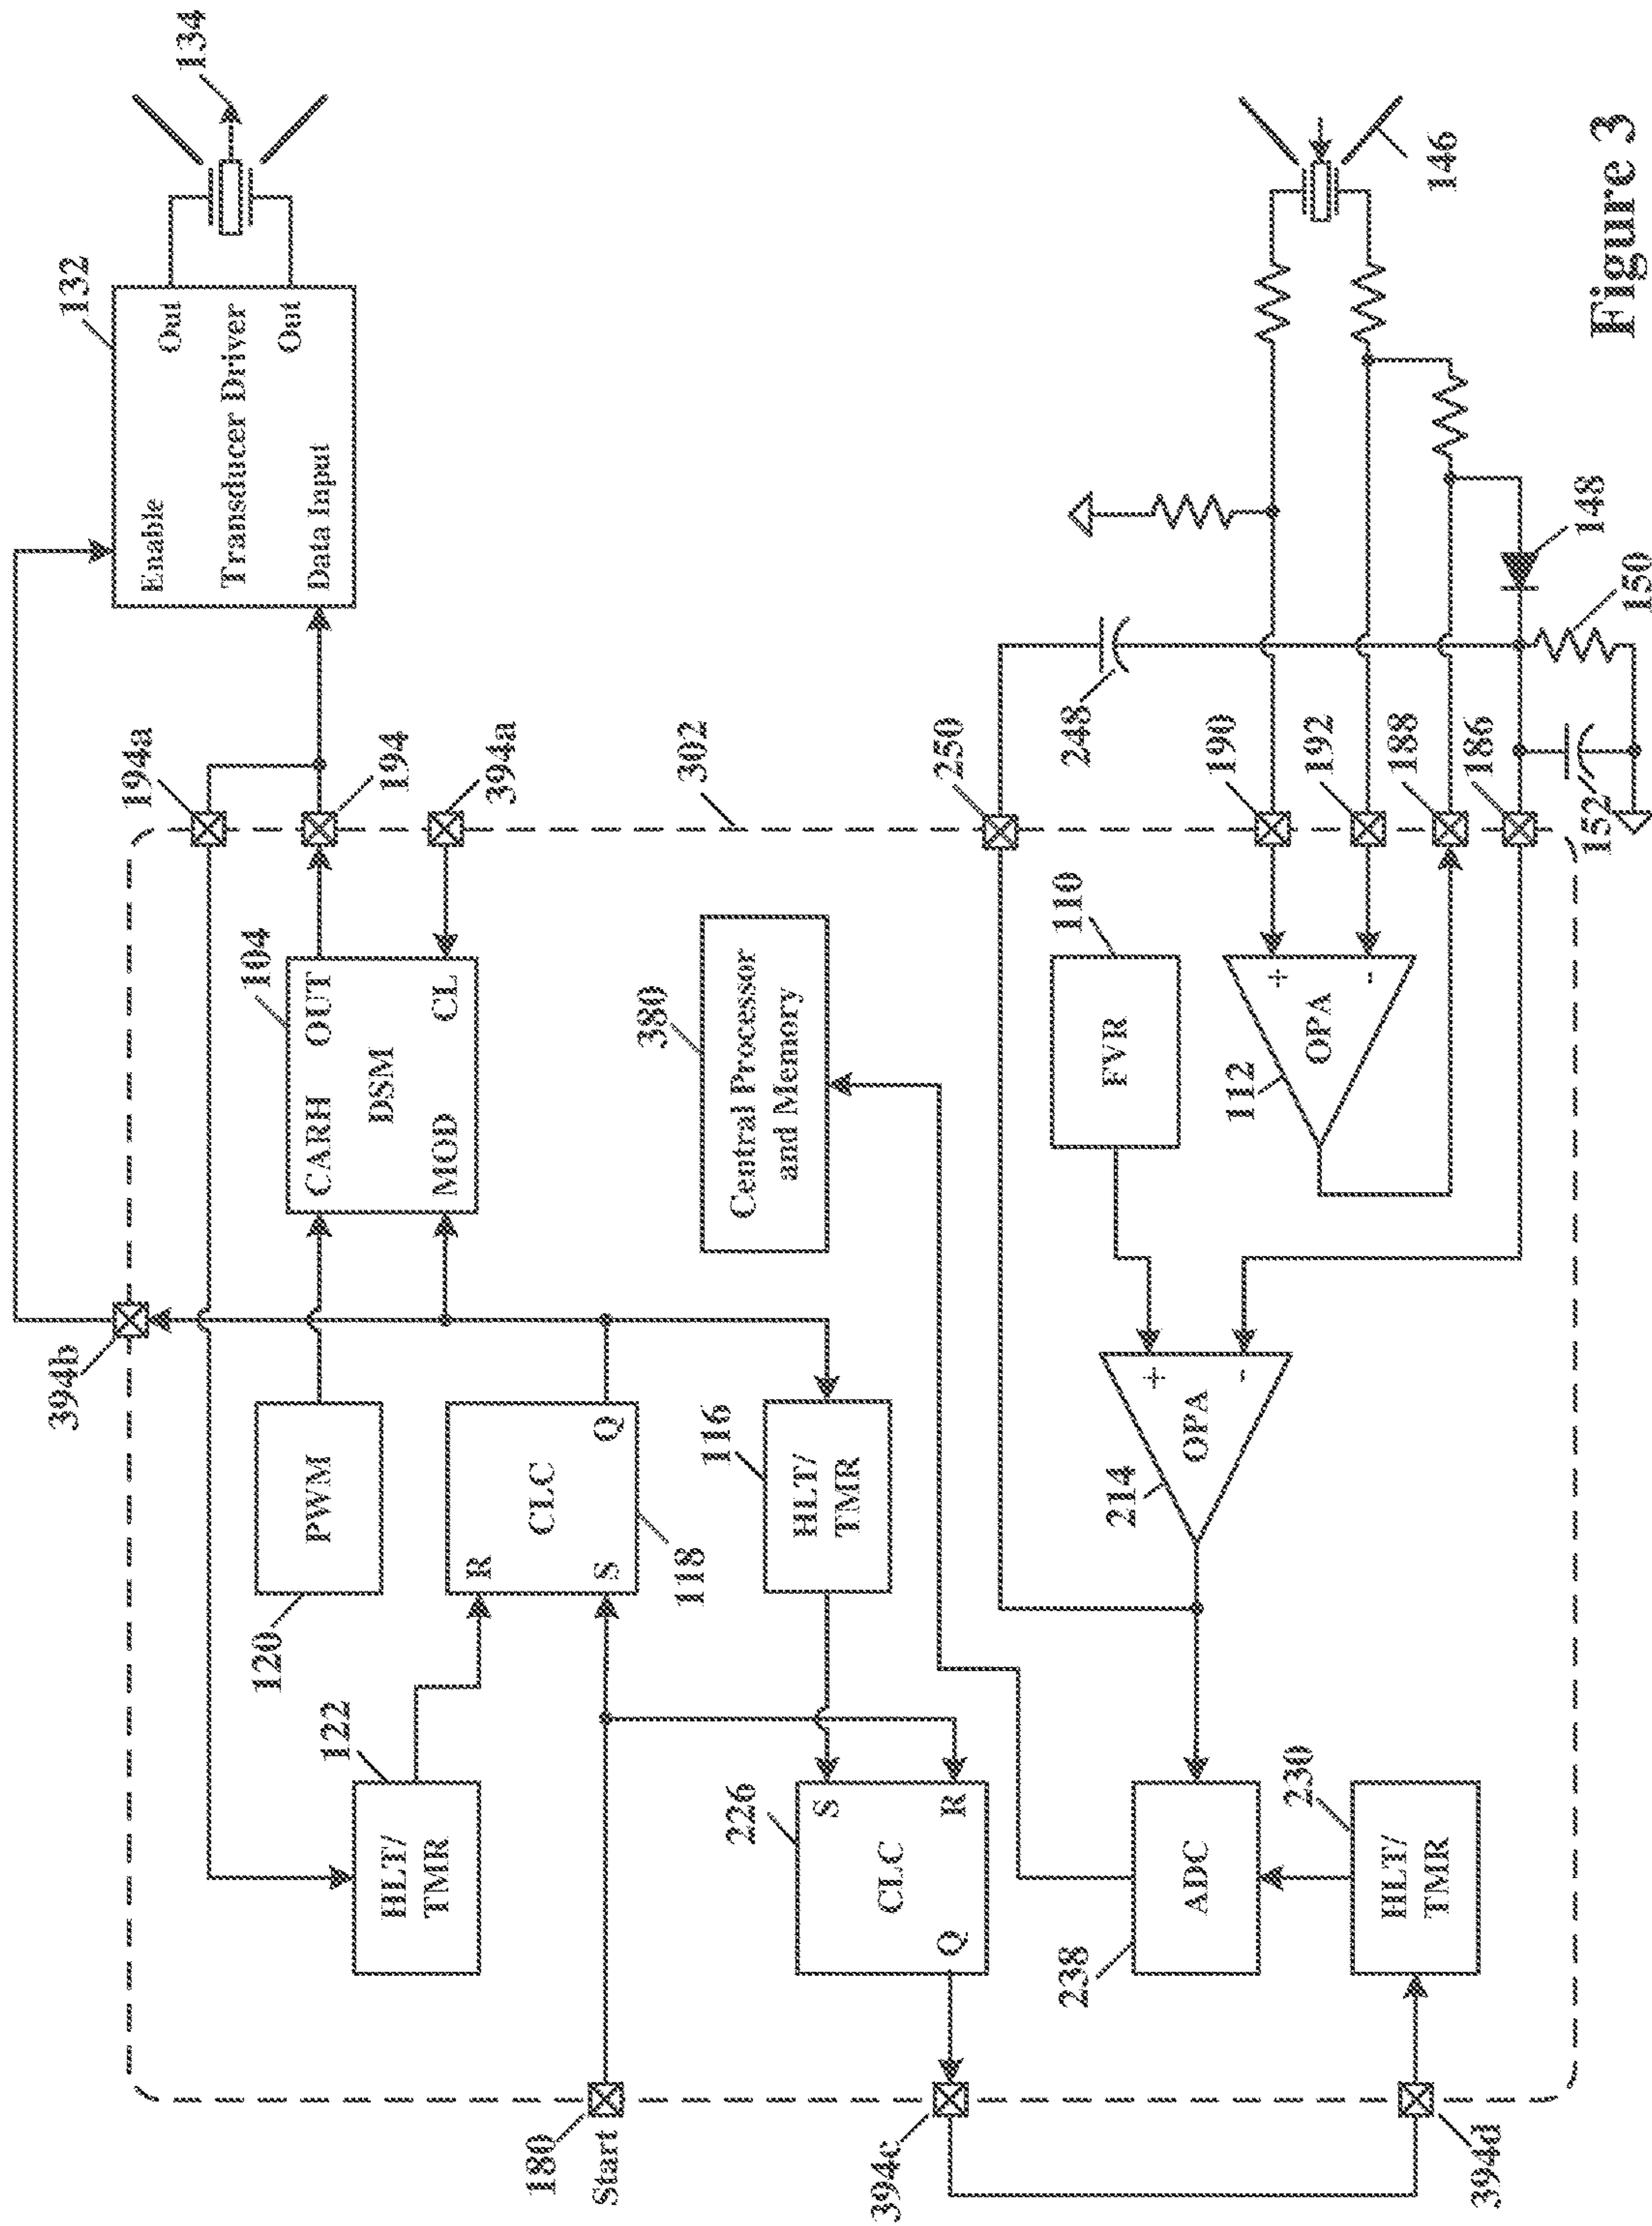 134
132
Enable
Out
Transducer Driver
Data Input
Out
194a
194
394a
394b
104
CARH OUT
DSM
MOD CL
120
PWM
122
HLT/
TMR
R
CLC
S Q
118
116
HLT/
TMR
302
380
Central Processor
and Memory
180
Start
226
S
CLC
R
Q
394c
250
248
146
110
FVR
190
192
188
186
112
+
OPA
-
214
+
OPA
-
238
ADC
230
HLT/
TMR
394d
148
150
152
Figure 3